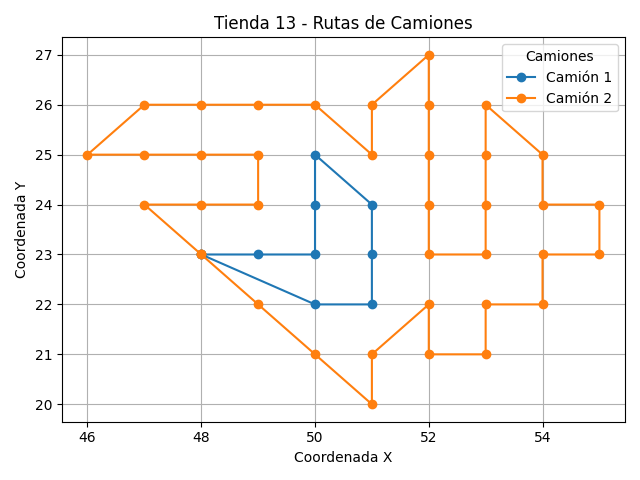 Tienda 13 - Rutas de Camiones
Camiones
Camión 1
Camión 2
27
26
25
24
23
22
21
20
Coordenada Y
46 48 50 52 54
Coordenada X